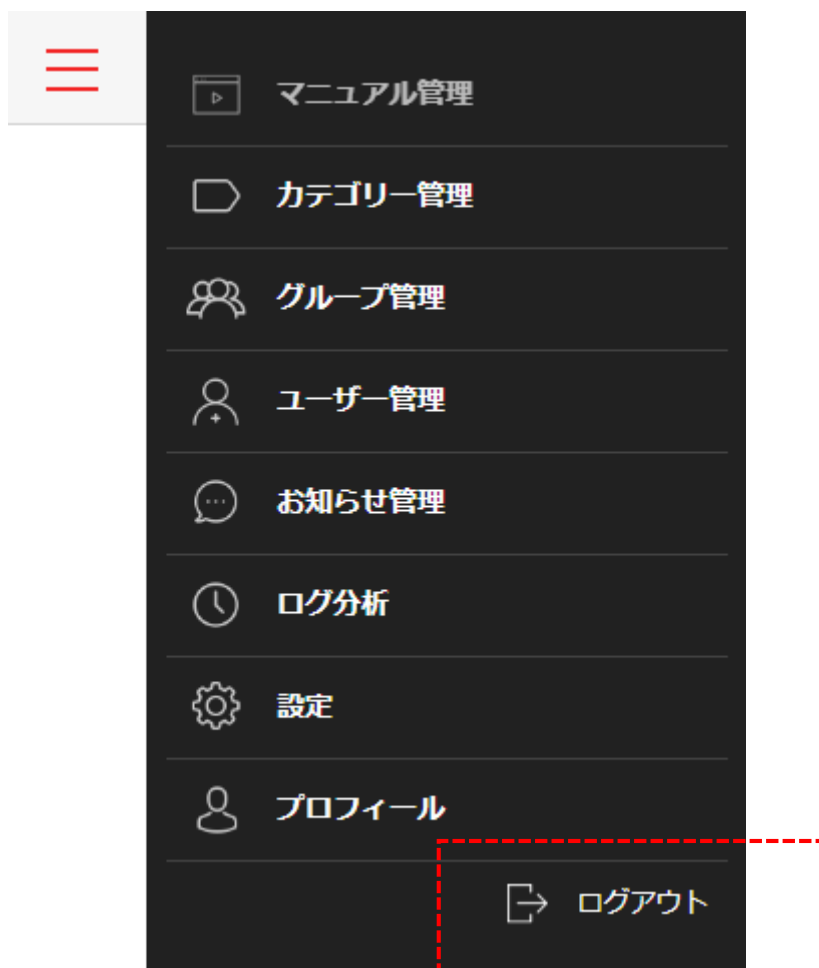 マニュアル管理
カテゴリー管理
グループ管理
ユーザー管理
お知らせ管理
ログ分析
設定
プロフィール
ログアウト